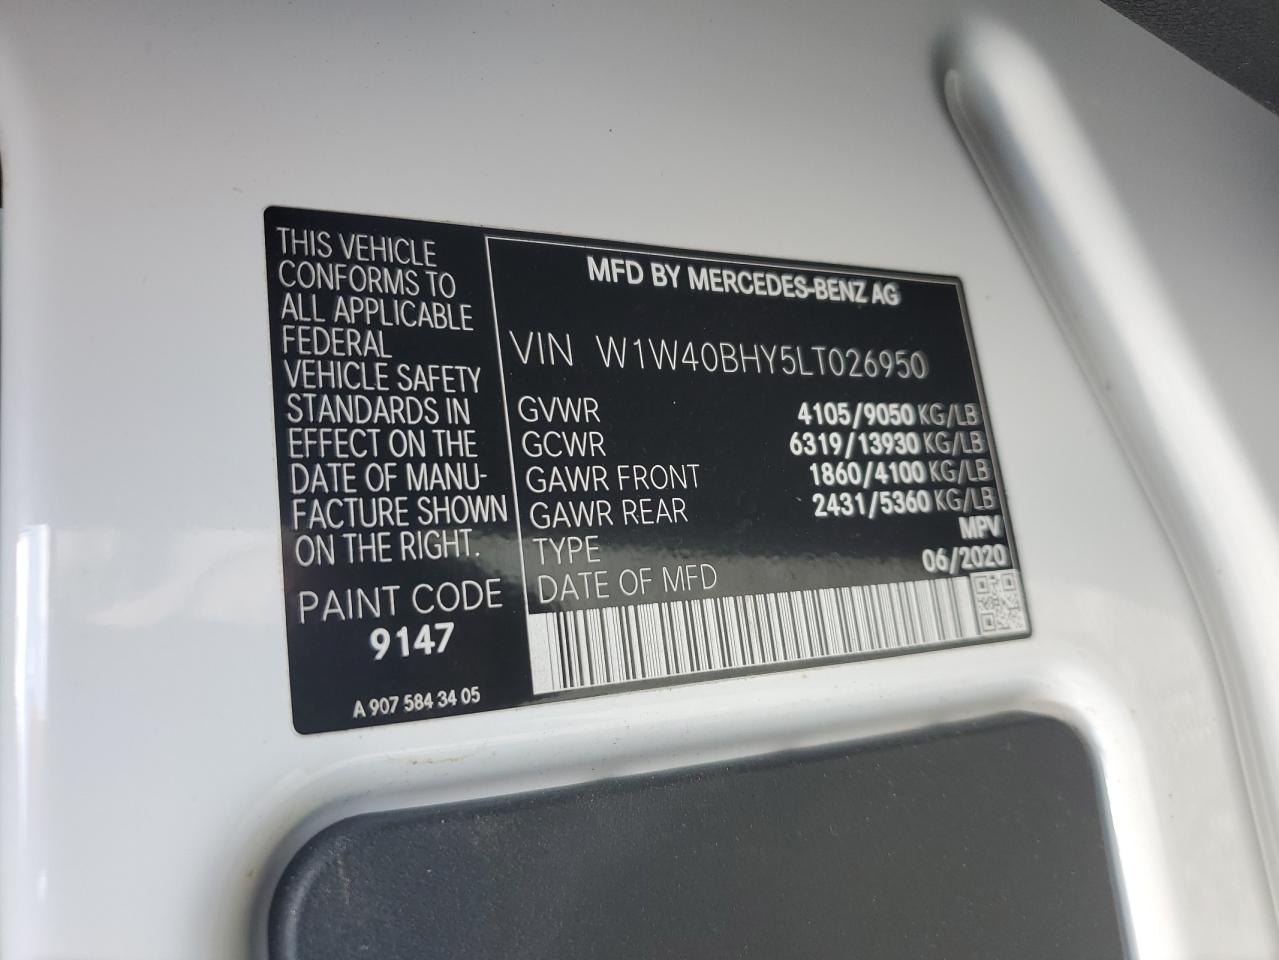 THIS VEHICLE
CONFORMS TO
ALL APPLICABLE
FEDERAL
VEHICLE SAFETY
STANDARDS IN
EFFECT ON THE
DATE OF MANU-
FACTURE SHOWN
ON THE RIGHT.
PAINT CODE
9147
A 907 584 34 05
MFD BY MERCEDES-BENZ AG
VIN W1W40BHY5LT026950
GVWR 4105/9050 KG/LB
GCWR 6319/13930 KG/LB
GAWR FRONT 1860/4100 KG/LB
GAWR REAR 2431/5360 KG/LB
TYPE MPV
DATE OF MFD 06/2020